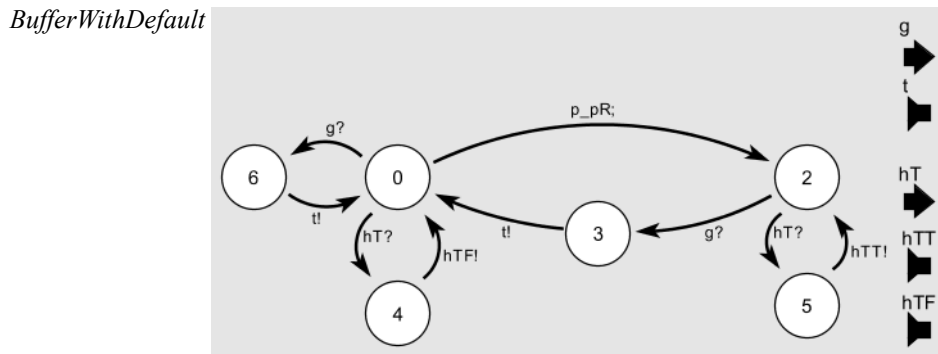 BufferWithDefault
g
t
p_pR;
g?
6
0
2
t!
hT
hT?
hTF!
t!
3
g?
hT?
hTT!
hTT
4
5
hTF